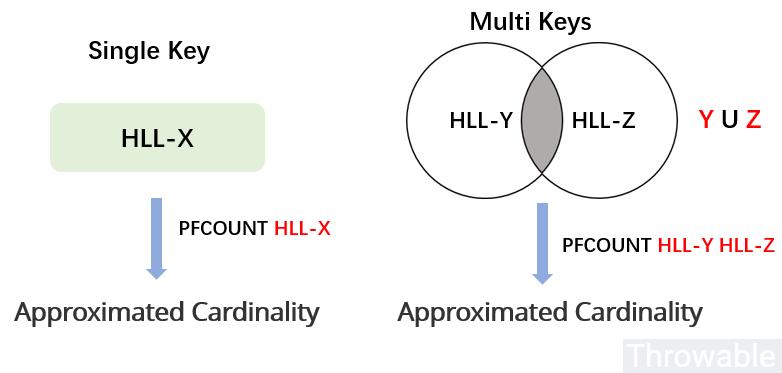 Single Key
HLL-X
PFCOUNT HLL-X
Approximated Cardinality
Multi Keys
HLL-Y
HLL-Z
Y U Z
PFCOUNT HLL-Y HLL-Z
Approximated Cardinality
Throwable